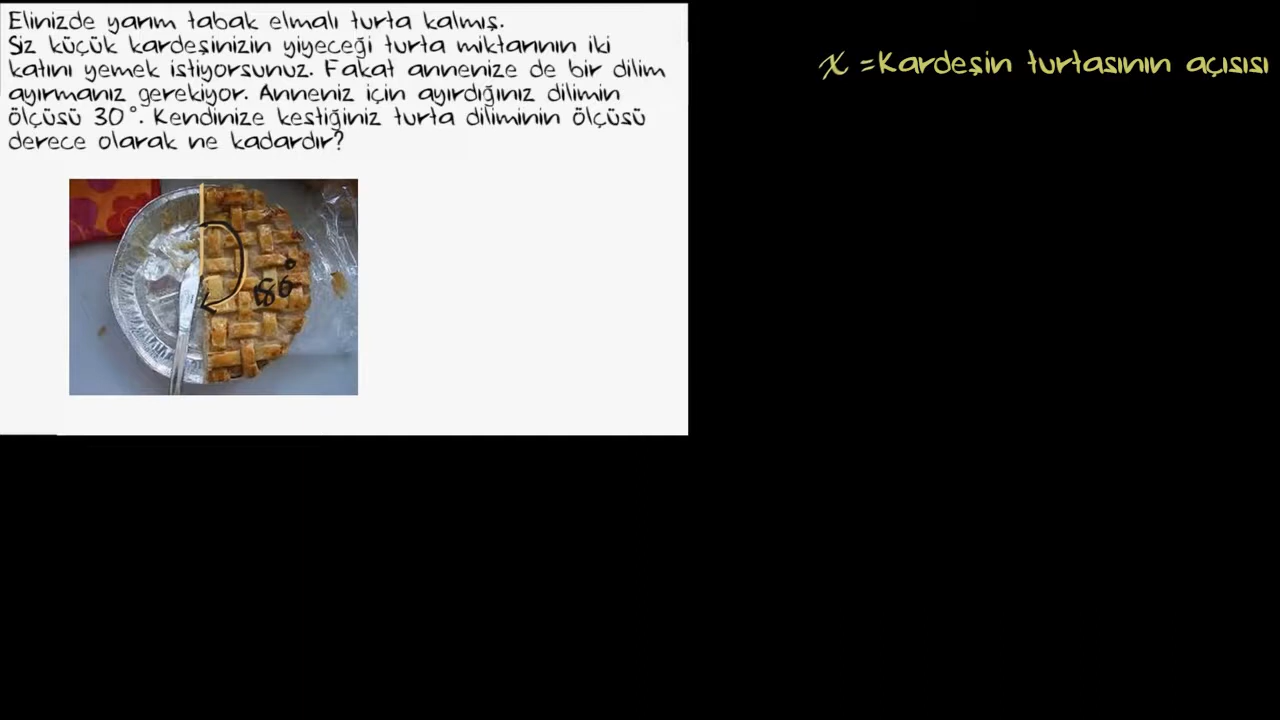 Elinizde yarım tabak elmalı turta kalmış.
Siz küçük kardeşinizin yiyeceği turta miktarının iki
katını yemek istiyorsunuz. Fakat annenize de bir dilim
ayırmanız gerekiyor. Anneniz için ayırdığınız dilimin
ölçüsü 30°. Kendinize kestiğiniz turta diliminin ölçüsü
derece olarak ne kadardır?
x =Kardeşin turtasının açısısı
180°